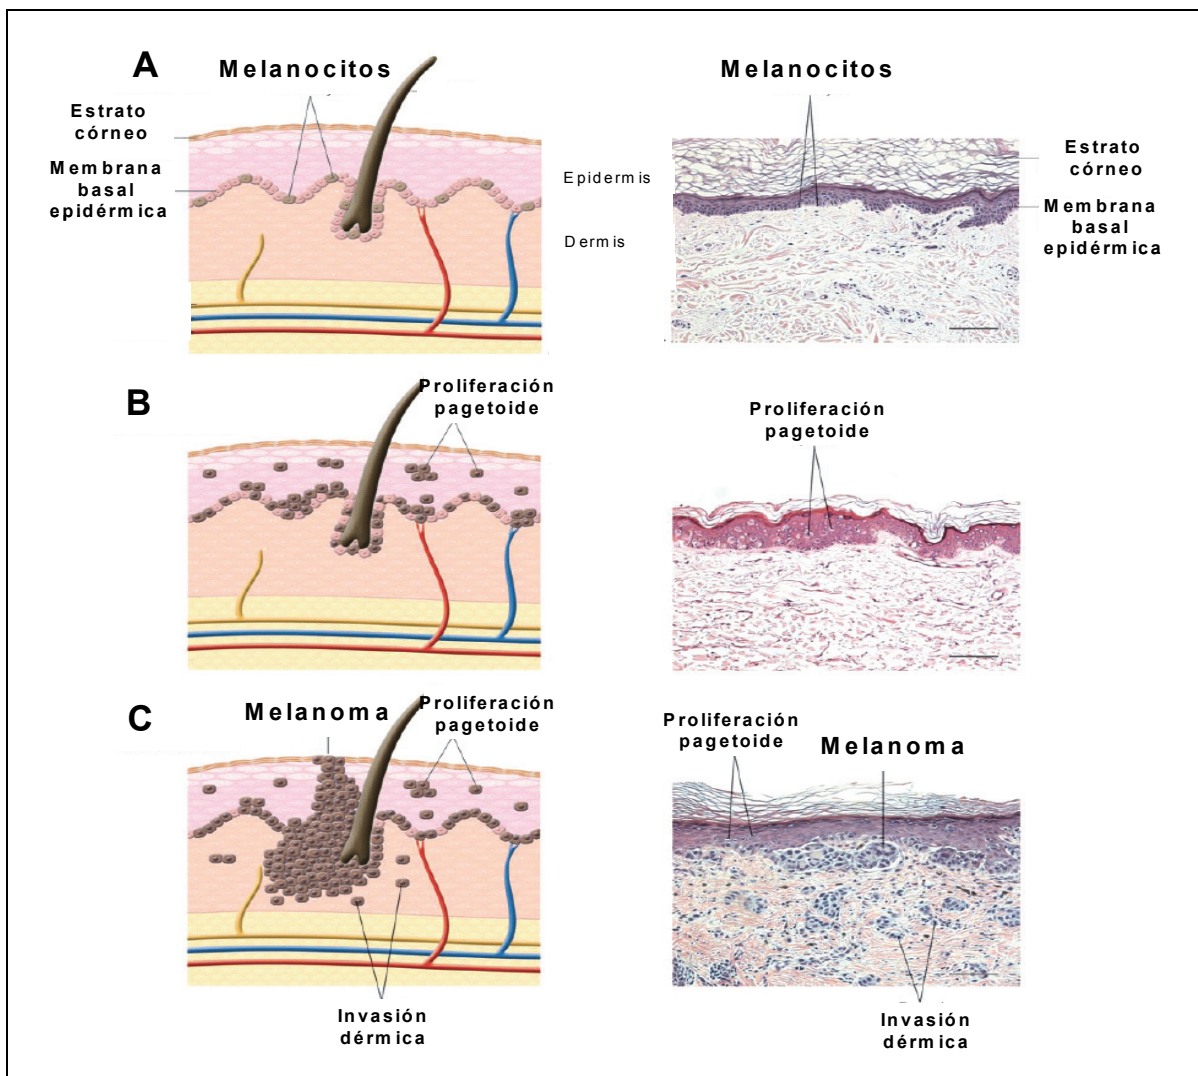 A
Melanocitos
Melanocitos
Estrato
córneo
Membrana
basal
epidérmica
Epidermis
Dermis
Estrato
córneo
Membrana
basal
epidérmica
B
Proliferación
pagetoide
Proliferación
pagetoide
C
Melanoma
Proliferación
pagetoide
Proliferación
pagetoide
Melanoma
Invasión
dérmica
Invasión
dérmica